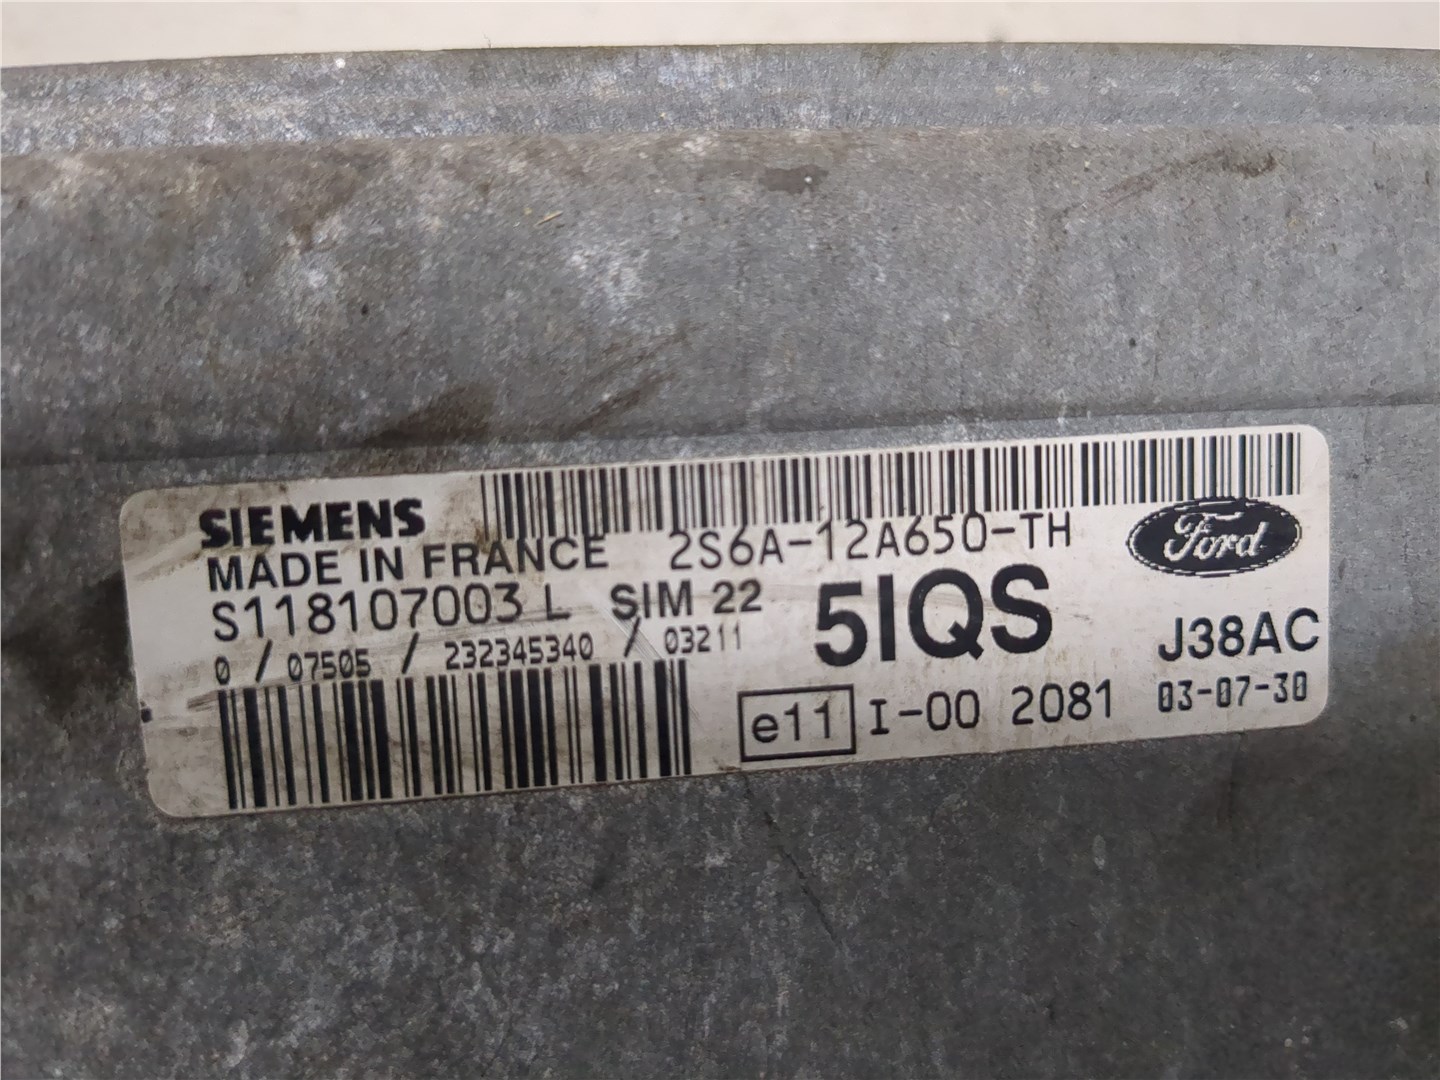 SIEMENS
MADE IN FRANCE 2S6A-12A650-TH
Ford
S118107003 L SIM 22 5IQS
J38AC
0 / 07505 / 232345340 / 03211
e11 I-00 2081 03-07-30